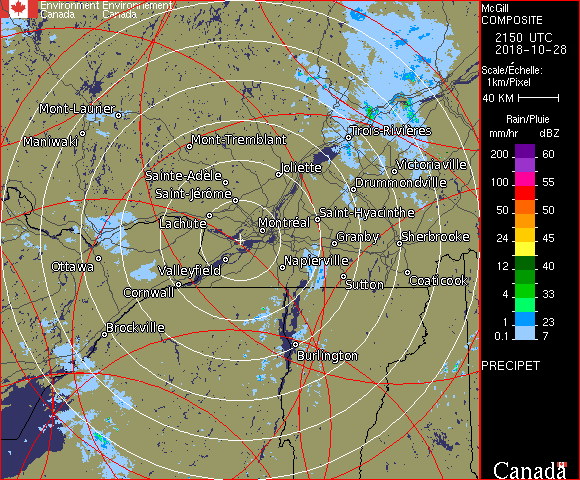 Environment Environnement
Canada Canada
McGill
COMPOSITE
2150 UTC
2018-10-28
Scale/Échelle:
1km/Pixel
40 KM
Rain/Pluie
mm/hr dBZ
200 60
100 55
50 50
24 45
12 40
4 33
1 23
0.1 7
PRECIPET
Canada
Mont-Laurier
Maniwaki
Mont-Tremblant
Trois-Rivières
Sainte-Adèle
Joliette
Victoriaville
Saint-Jérôme
Drummondville
Lachute
Montréal
Saint-Hyacinthe
Granby
Sherbrooke
Ottawa
Valleyfield
Napierville
Cornwall
Sutton
Coaticook
Brockville
Burlington